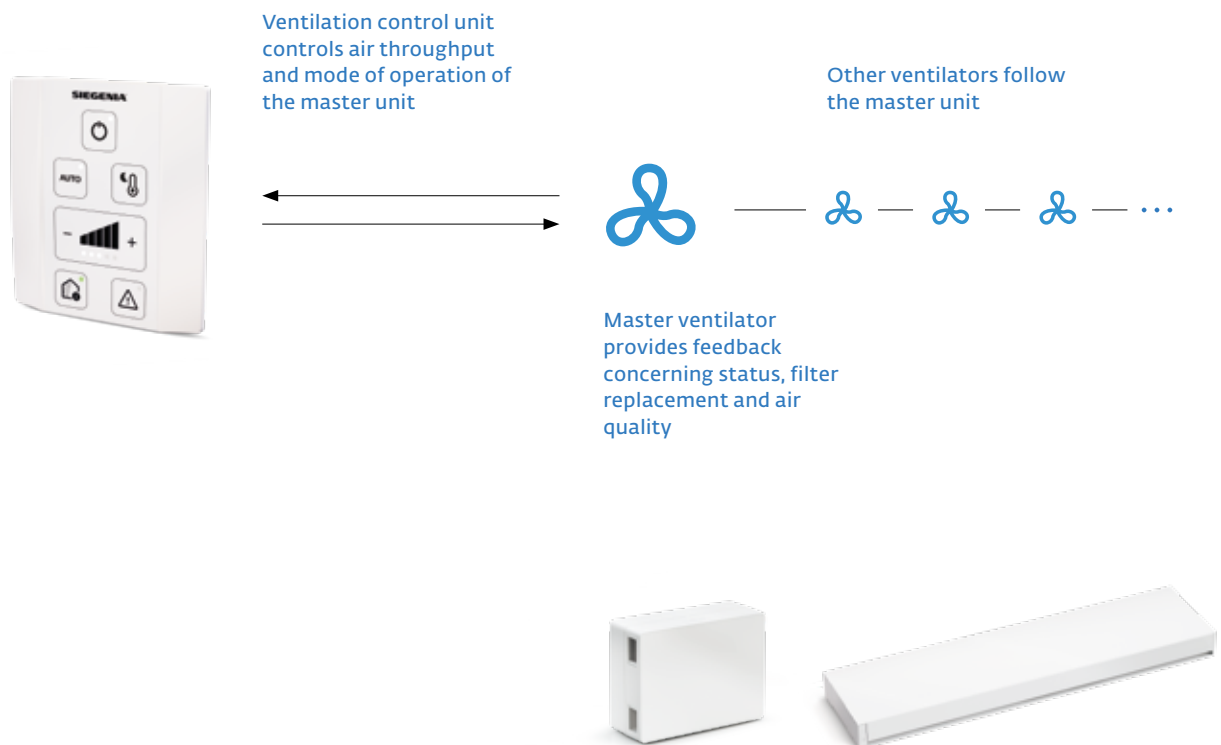 Ventilation control unit
controls air throughput
and mode of operation of
the master unit
Other ventilators follow
the master unit
SIEGENIA
AUTO
- +
Master ventilator
provides feedback
concerning status, filter
replacement and air
quality